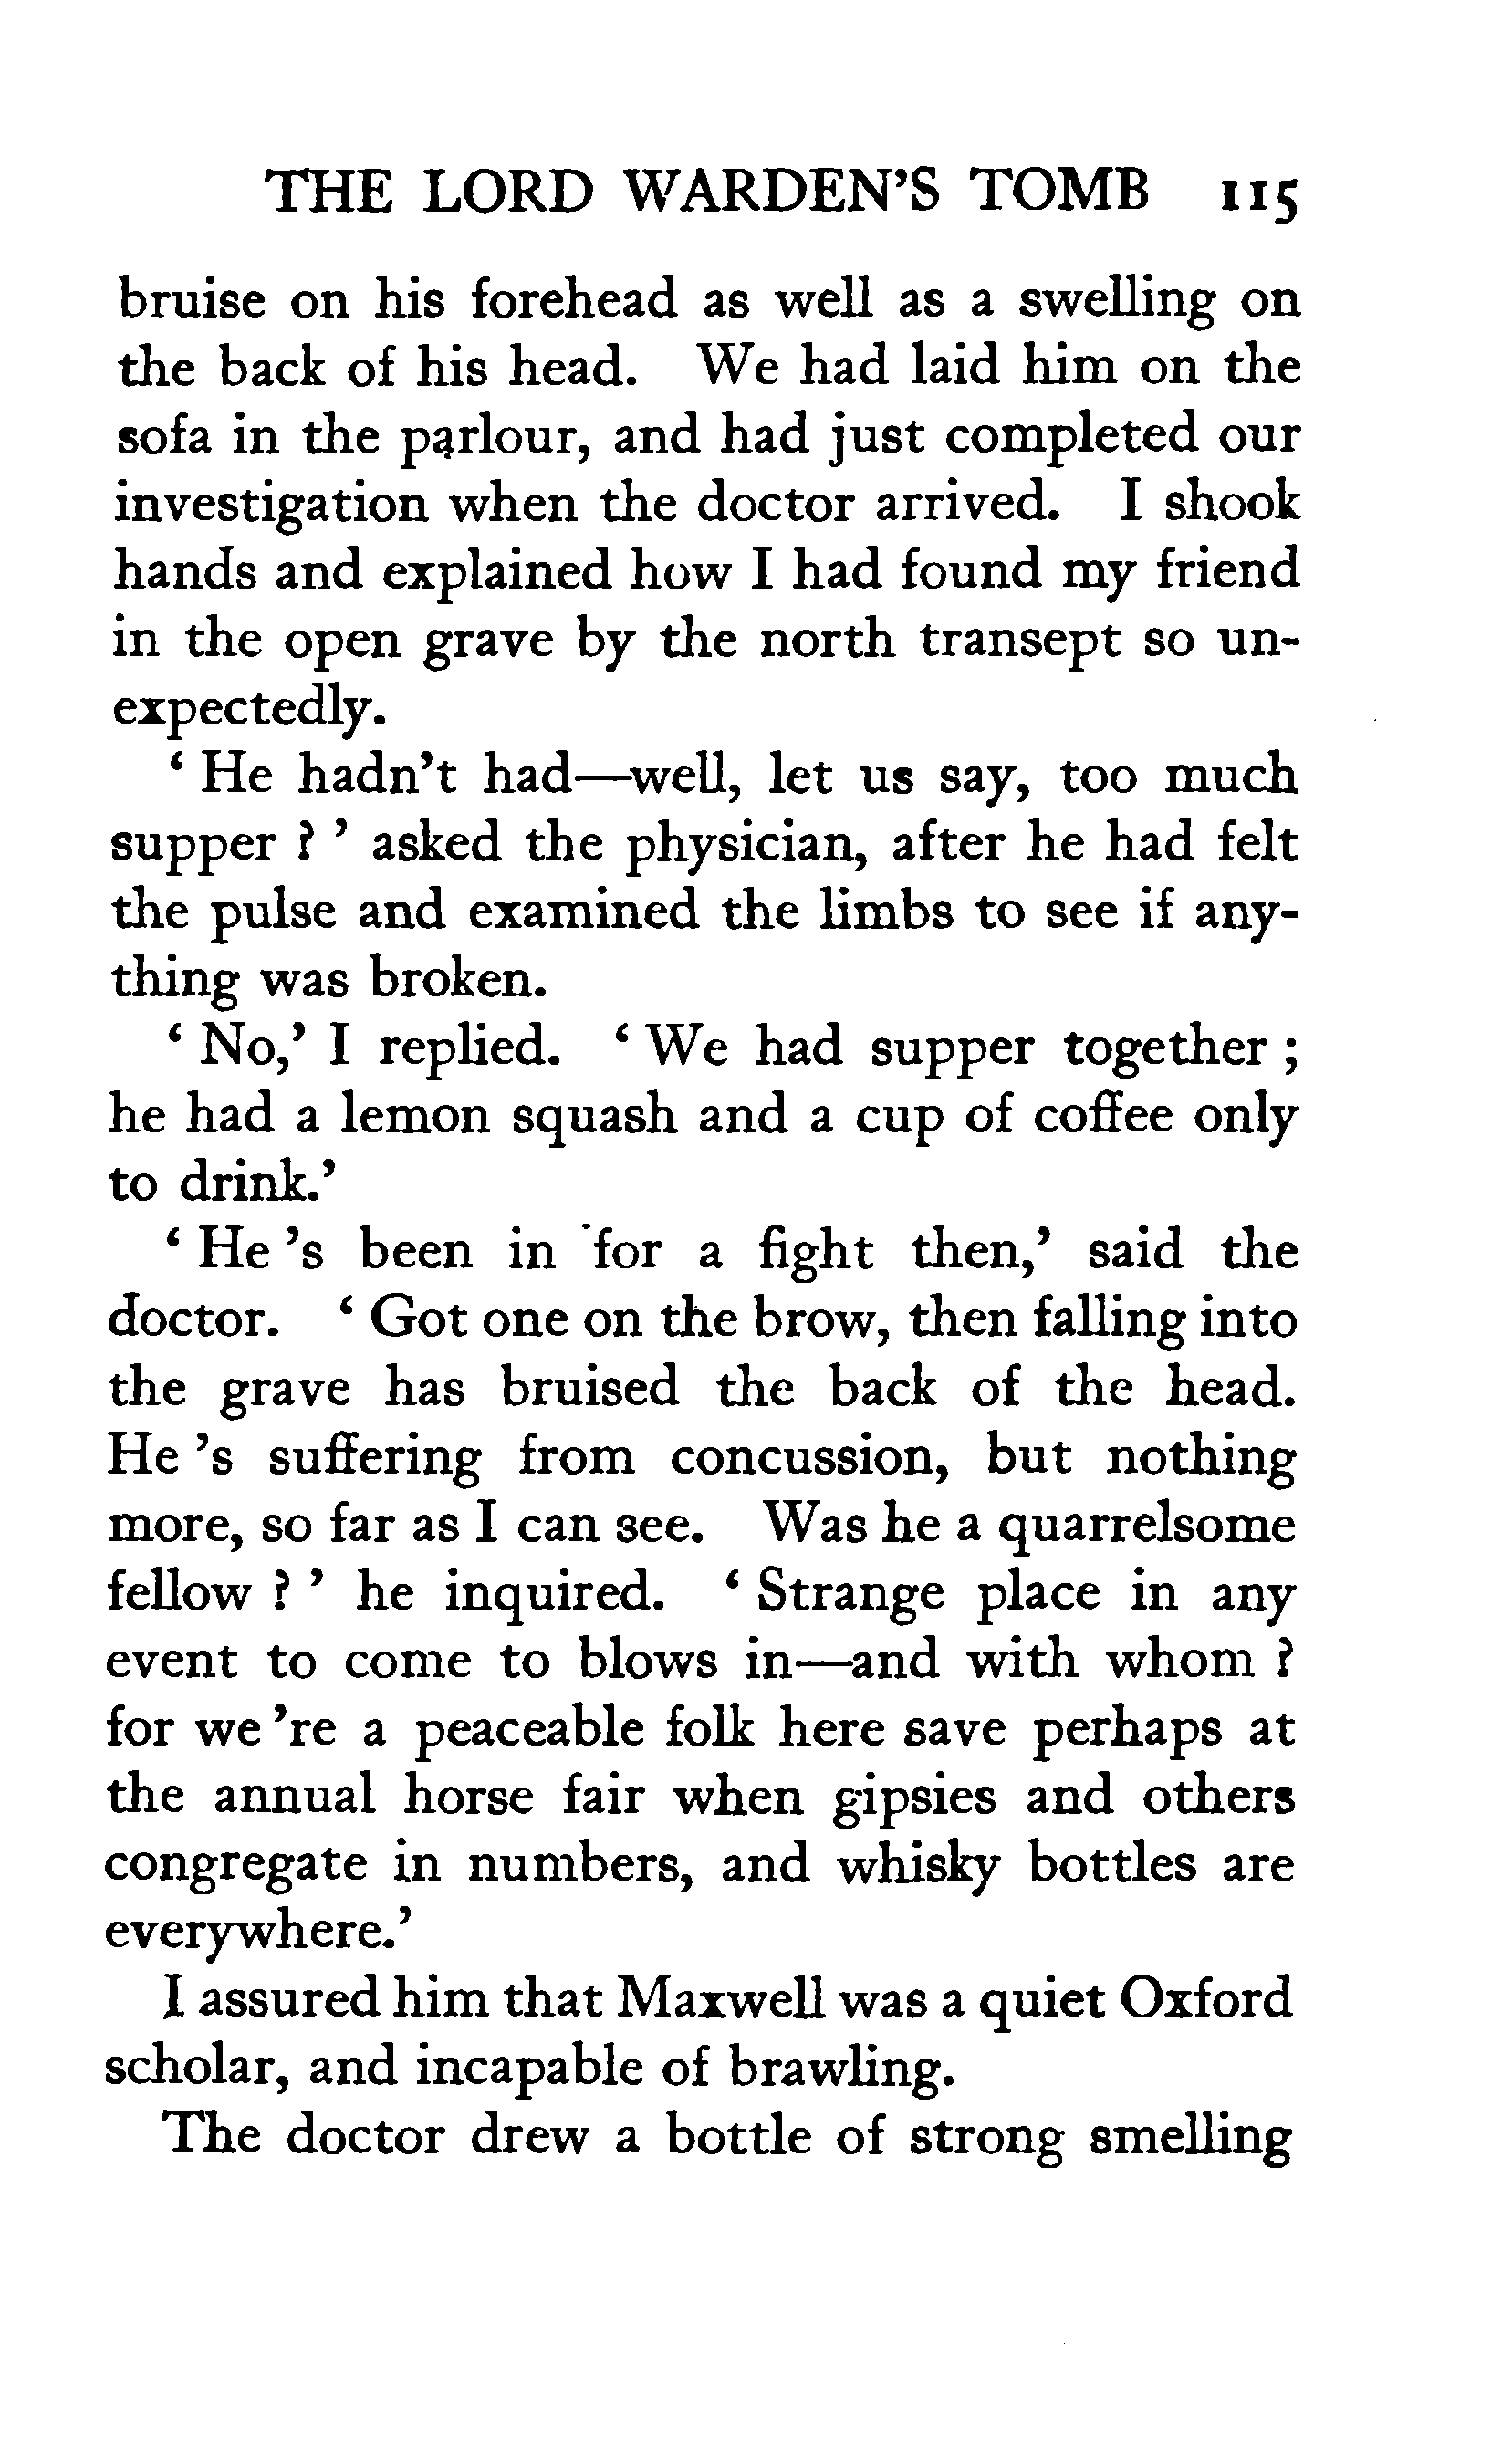 THE LORD WARDEN'S TOMB 115
bruise on his forehead as well as a swelling on
the back of his head. We had laid him on the
sofa in the parlour, and had just completed our
investigation when the doctor arrived. I shook
hands and explained how I had found my friend
in the open grave by the north transept so un-
expectedly.
‘ He hadn’t had—well, let us say, too much
supper ? ’ asked the physician, after he had felt
the pulse and examined the limbs to see if any-
thing was broken.
‘ No,’ I replied. ‘ We had supper together ;
he had a lemon squash and a cup of coffee only
to drink.’
‘ He ’s been in for a fight then,’ said the
doctor. ‘ Got one on the brow, then falling into
the grave has bruised the back of the head.
He ’s suffering from concussion, but nothing
more, so far as I can see. Was he a quarrelsome
fellow ? ’ he inquired. ‘ Strange place in any
event to come to blows in—and with whom ?
for we ’re a peaceable folk here save perhaps at
the annual horse fair when gipsies and others
congregate in numbers, and whisky bottles are
everywhere.’
I assured him that Maxwell was a quiet Oxford
scholar, and incapable of brawling.
The doctor drew a bottle of strong smelling